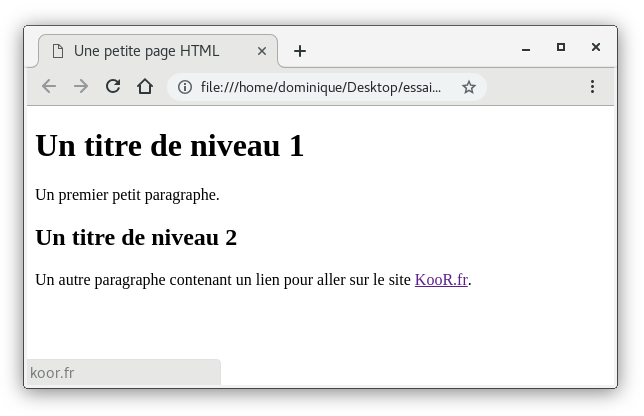 Une petite page HTML
file:///home/dominique/Desktop/essai...
Un titre de niveau 1
Un premier petit paragraphe.
Un titre de niveau 2
Un autre paragraphe contenant un lien pour aller sur le site KooR.fr.
koor.fr